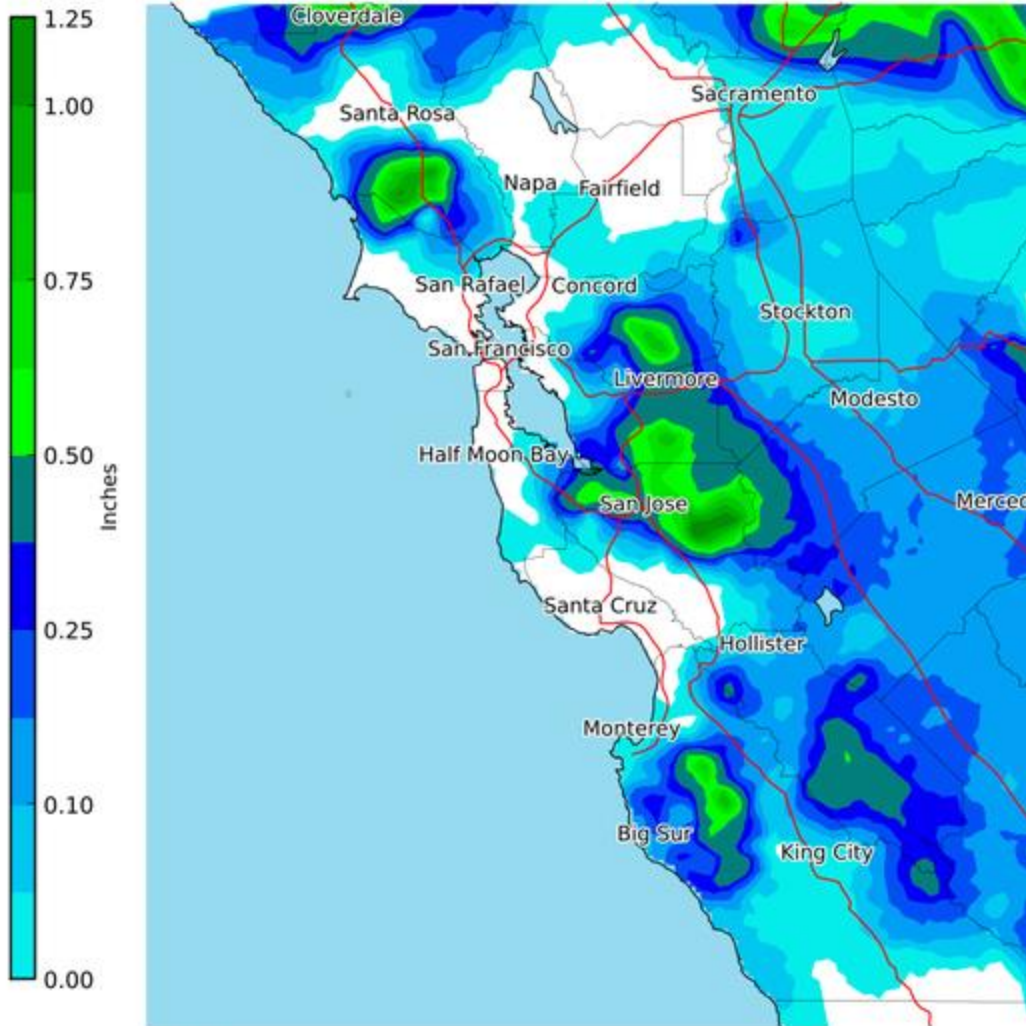 1.25
1.00
0.75
0.50
0.25
0.10
0.00
Inches
Cloverdale
Sacramento
Santa Rosa
Napa
Fairfield
San Rafael
Concord
Stockton
San Francisco
Livermore
Modesto
Half Moon Bay
San Jose
Merced
Santa Cruz
Hollister
Monterey
Big Sur
King City